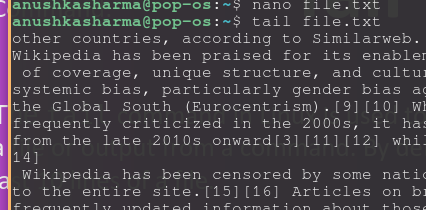 anushkasharma@pop-os:~$ nano file.txt
anushkasharma@pop-os:~$ tail file.txt
other countries, according to Similarweb.
Wikipedia has been praised for its enablem
of coverage, unique structure, and cultur
systemic bias, particularly gender bias ag
the Global South (Eurocentrism).[9][10] Wh
frequently criticized in the 2000s, it has
from the late 2010s onward[3][11][12] whil
14]
Wikipedia has been censored by some natio
to the entire site.[15][16] Articles on br
frequently updated information about those